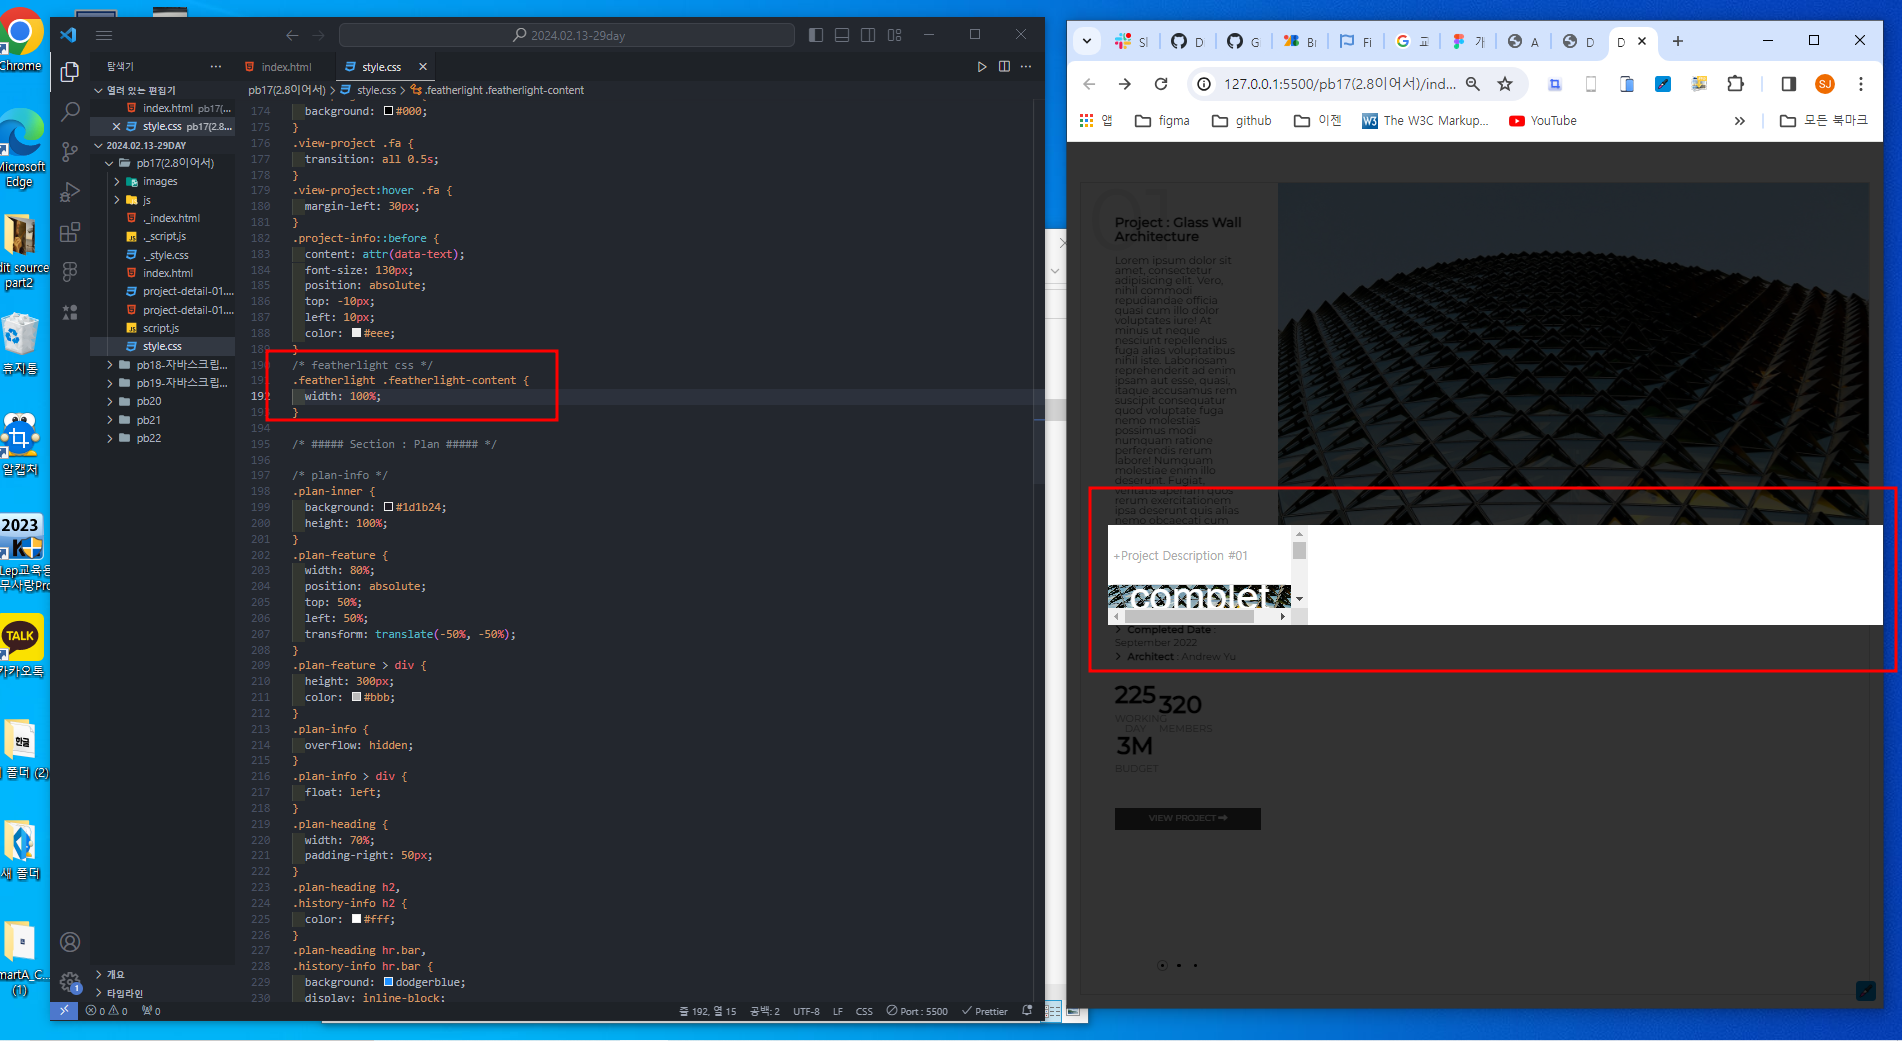 Chrome
Microsoft
Edge
dit source
part2
휴지통
알캡처
2023
새 폴더
TALK
카카오톡
한글
폴더 (2)
martA_C...
(1)
2024.02.13-29day
탐색기
index.html
style.css
열려 있는 편집기
index.html pb17(...
style.css pb17(2.8...
2024.02.13-29DAY
pb17(2.8이어서)
images
js
._index.html
._script.js
._style.css
index.html
project-detail-01....
project-detail-01....
script.js
style.css
pb18-자바스크립...
pb19-자바스크립...
pb20
pb21
pb22
개요
타임라인
pb17(2.8이어서) > style.css > .featherlight .featherlight-content
174 background: #000;
175 }
176 .view-project .fa {
177 transition: all 0.5s;
178 }
179 .view-project:hover .fa {
180 margin-left: 30px;
181 }
182 .project-info::before {
183 content: attr(data-text);
184 font-size: 130px;
185 position: absolute;
186 top: -10px;
187 left: 10px;
188 color: #eee;
189 }
190 /* featherlight css */
191 .featherlight .featherlight-content {
192 width: 100%;
193 }
194
195 /* ##### Section : Plan ##### */
196
197 /* plan-info */
198 .plan-inner {
199 background: #1d1b24;
200 height: 100%;
201 }
202 .plan-feature {
203 width: 80%;
204 position: absolute;
205 top: 50%;
206 left: 50%;
207 transform: translate(-50%, -50%);
208 }
209 .plan-feature > div {
210 height: 300px;
211 color: #bbb;
212 }
213 .plan-info {
214 overflow: hidden;
215 }
216 .plan-info > div {
217 float: left;
218 }
219 .plan-heading {
220 width: 70%;
221 padding-right: 50px;
222 }
223 .plan-heading h2,
224 .history-info h2 {
225 color: #fff;
226 }
227 .plan-heading hr.bar,
228 .history-info hr.bar {
229 background: dodgerblue;
230 display: inline-block;
0 0 0
줄 192, 열 15 공백: 2 UTF-8 LF CSS Port : 5500 Prettier
Sl D G Bi Fi 교 개 A D D
127.0.0.1:5500/pb17(2.8이어서)/ind...
SJ
앱 figma github 이젠 The W3C Markup... YouTube » 모든 북마크
01
Project : Glass Wall
Architecture
Lorem ipsum dolor sit
amet, consectetur
adipisicing elit. Vero,
nihil commodi
repudiandae officia
quasi cum illo dolor
voluptates iure! At
minus ut neque
nesciunt repellendus
fuga alias voluptatibus
nihil iste. Laboriosam
reprehenderit ad enim
ipsam aut esse, quasi,
itaque accusamus rem
suscipit consequatur
quod voluptate fuga
nemo molestias
possimus modi
numquam ratione
perferendis rerum
labore! Numquam
molestiae enim illo
deserunt. Fugiat,
veritatis aperiam quos
rerum exercitationem
ipsa deserunt quis alias
nemo obcaecati cum
+Project Description #01
complet
Completed Date :
September 2022
Architect : Andrew Yu
225 320
WORKING
DAY MEMBERS
3M
BUDGET
VIEW PROJECT